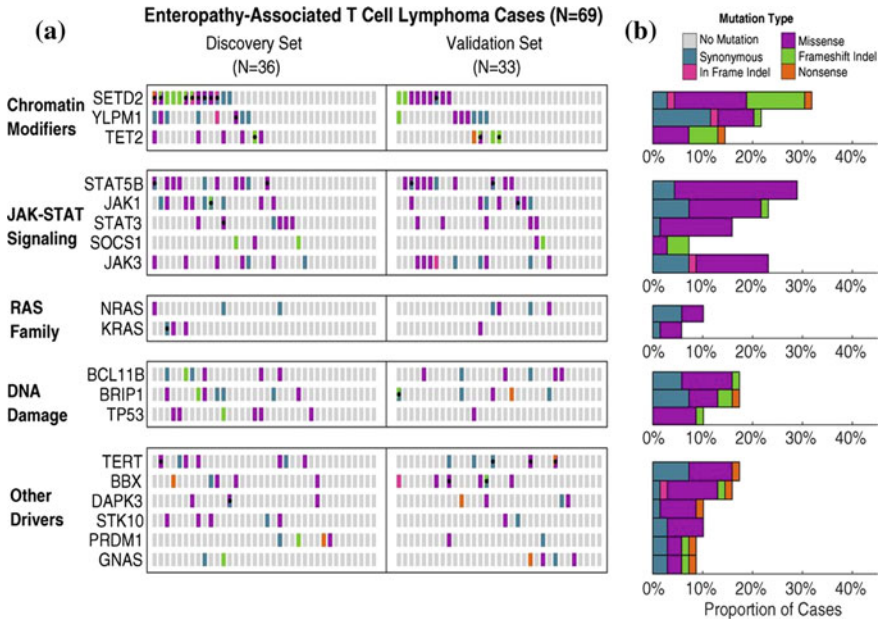 Enteropathy-Associated T Cell Lymphoma Cases (N=69)
(a)
Discovery Set
(N=36)
Validation Set
(N=33)
Chromatin
Modifiers
SETD2
YLPM1
TET2
JAK-STAT
Signaling
STAT5B
JAK1
STAT3
SOCS1
JAK3
RAS
Family
NRAS
KRAS
DNA
Damage
BCL11B
BRIP1
TP53
Other
Drivers
TERT
BBX
DAPK3
STK10
PRDM1
GNAS
(b)
Mutation Type
No Mutation
Synonymous
In Frame Indel
Missense
Frameshift Indel
Nonsense
0% 10% 20% 30% 40%
0% 10% 20% 30% 40%
0% 10% 20% 30% 40%
0% 10% 20% 30% 40%
0% 10% 20% 30% 40%
Proportion of Cases